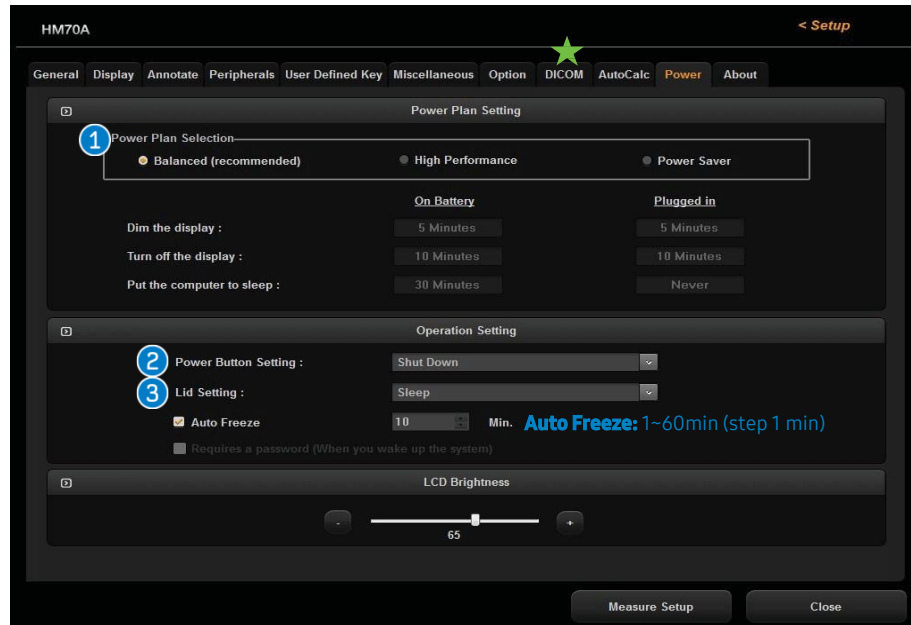 HM70A
< Setup
General Display Annotate Peripherals User Defined Key Miscellaneous Option DICOM AutoCalc Power About
Power Plan Setting
1 Power Plan Selection
Balanced (recommended) High Performance Power Saver
On Battery Plugged in
Dim the display : 5 Minutes 5 Minutes
Turn off the display : 10 Minutes 10 Minutes
Put the computer to sleep : 30 Minutes Never
Operation Setting
2 Power Button Setting : Shut Down
3 Lid Setting : Sleep
Auto Freeze 10 Min. Auto Freeze: 1~60min (step 1 min)
Requires a password (When you wake up the system)
LCD Brightness
- +
65
Measure Setup Close